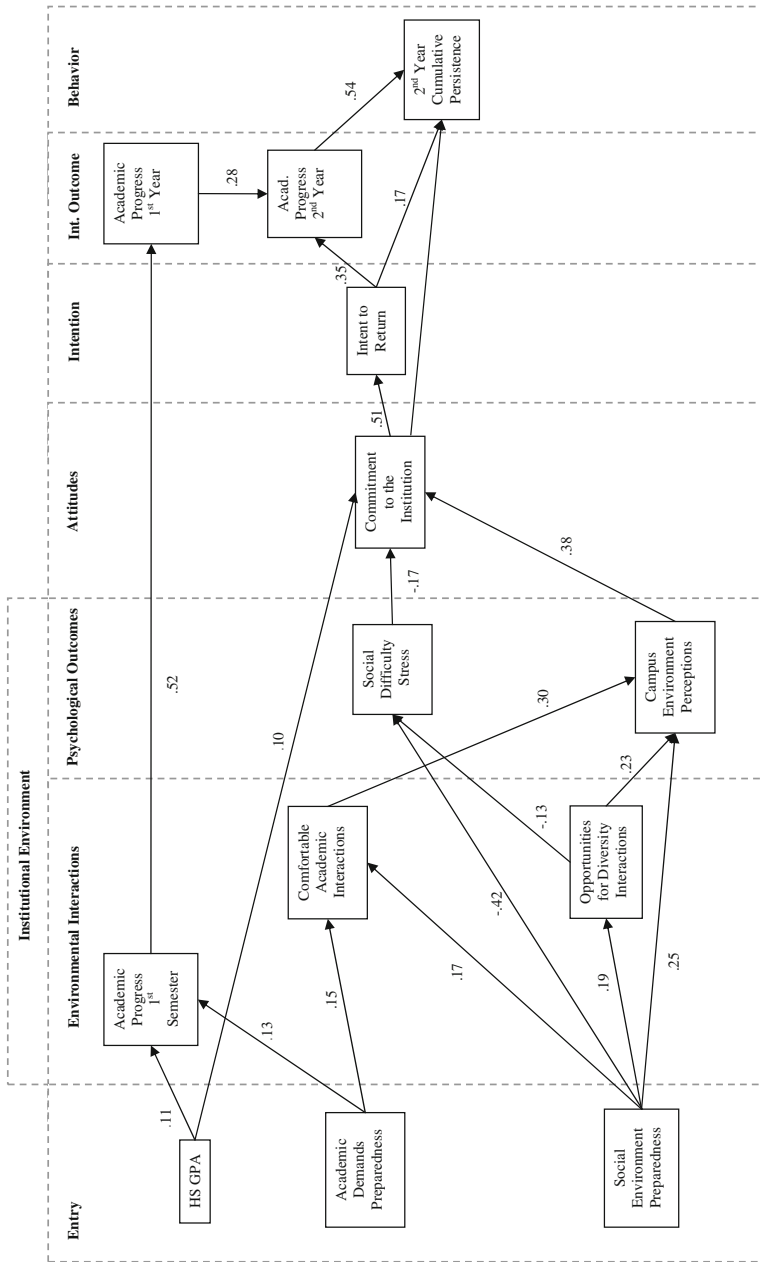 Institutional Environment
Entry
Environmental Interactions
Psychological Outcomes
Attitudes
Intention
Int. Outcome
Behavior
HS GPA
Academic
Demands
Preparedness
Social
Environment
Preparedness
Academic
Progress
1st
Semester
Comfortable
Academic
Interactions
Opportunities
for Diversity
Interactions
Social
Difficulty
Stress
Campus
Environment
Perceptions
Commitment
to the
Institution
Intent to
Return
Academic
Progress
1st Year
Acad.
Progress
2nd Year
2nd Year
Cumulative
Persistence
.11
.10
.13
.15
.17
-.42
.19
.25
.52
.30
-.13
.23
-.17
.38
.51
.35
.17
.28
.54